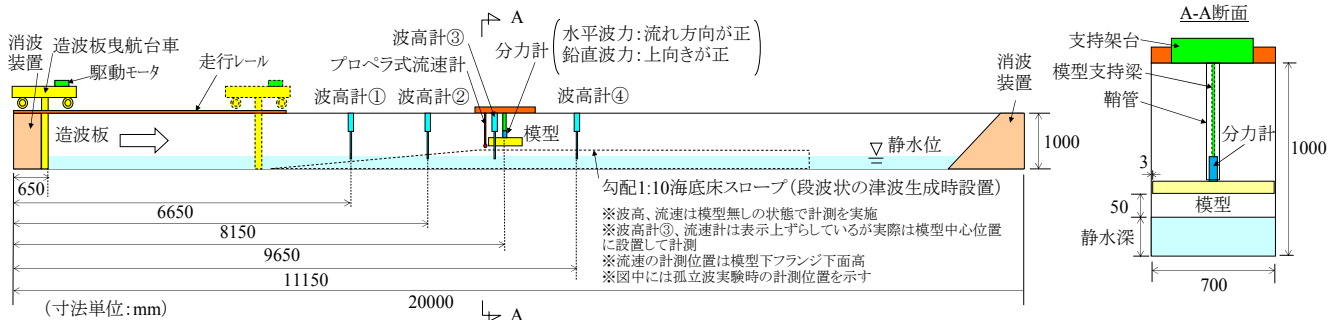 A
A-A断面
消波
装置
造波板曳航台車
駆動モータ
走行レール
波高計③
プロペラ式流速計
分力計
水平波力：流れ方向が正
鉛直波力：上向きが正
消波
装置
支持架台
模型支持梁
鞘管
分力計
波高計①
波高計②
波高計④
造波板
模型
静水位
1000
3
50
模型
静水深
700
1000
650
勾配1:10海底床スロープ（段波状の津波生成時設置）
6650
※波高、流速は模型無しの状態で計測を実施
8150
※波高計③、流速計は表示上ずらしているが実際は模型中心位置
に設置して計測
9650
※流速の計測位置は模型下フランジ下面高
11150
※図中には孤立波実験時の計測位置を示す
20000
（寸法単位：mm）
A